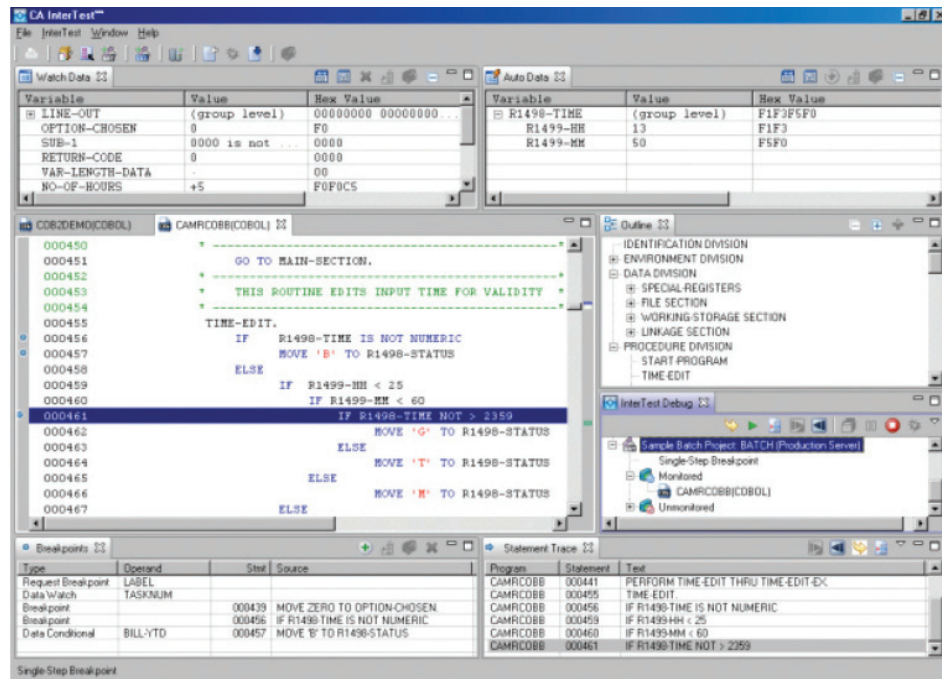 CA InterTest™
File InterTest Window Help
Watch Data
Variable Value Hex Value
LINE-OUT (group level) 00000000 00000000...
OPTION-CHOSEN 0 F0
SUB-1 0000 is not ... 0000
RETURN-CODE 0 0000
VAR-LENGTH-DATA . 00
NO-OF-HOURS +5 F0F0C5
Auto Data
Variable Value Hex Value
R1498-TIME (group level) F1F3F5F0
R1499-HH 13 F1F3
R1499-MM 50 F5F0
COB2DEMO(COBOL) CAMRCOBB(COBOL)
000450 * ---------------------------------------------------*
000451 GO TO MAIN-SECTION.
000452 * ---------------------------------------------------*
000453 * THIS ROUTINE EDITS INPUT TIME FOR VALIDITY *
000454 * ---------------------------------------------------*
000455 TIME-EDIT.
000456 IF R1498-TIME IS NOT NUMERIC
000457 MOVE 'B' TO R1498-STATUS
000458 ELSE
000459 IF R1499-HH < 25
000460 IF R1499-MM < 60
000461 IF R1498-TIME NOT > 2359
000462 MOVE 'G' TO R1498-STATUS
000463 ELSE
000464 MOVE 'T' TO R1498-STATUS
000465 ELSE
000466 MOVE 'M' TO R1498-STATUS
000467 ELSE
Outline
IDENTIFICATION DIVISION
ENVIRONMENT DIVISION
DATA DIVISION
SPECIAL-REGISTERS
FILE SECTION
WORKING-STORAGE SECTION
LINKAGE SECTION
PROCEDURE DIVISION
START-PROGRAM
TIME-EDIT
InterTest Debug
Sample Batch Project: BATCH (Production Server)
Single-Step Breakpoint
Monitored
CAMRCOBB(COBOL)
Unmonitored
Breakpoints
Type Operand Stmt Source
Request Breakpoint LABEL
Data Watch TASKNUM
Breakpoint 000439 MOVE ZERO TO OPTION-CHOSEN.
Breakpoint 000456 IF R1498-TIME IS NOT NUMERIC
Data Conditional BILL-YTD 000457 MOVE 'B' TO R1498-STATUS
Statement Trace
Program Statement Text
CAMRCOBB 000441 PERFORM TIME-EDIT THRU TIME-EDIT-EX.
CAMRCOBB 000455 TIME-EDIT.
CAMRCOBB 000456 IF R1498-TIME IS NOT NUMERIC
CAMRCOBB 000459 IF R1499-HH < 25
CAMRCOBB 000460 IF R1499-MM < 60
CAMRCOBB 000461 IF R1498-TIME NOT > 2359
Single-Step Breakpoint